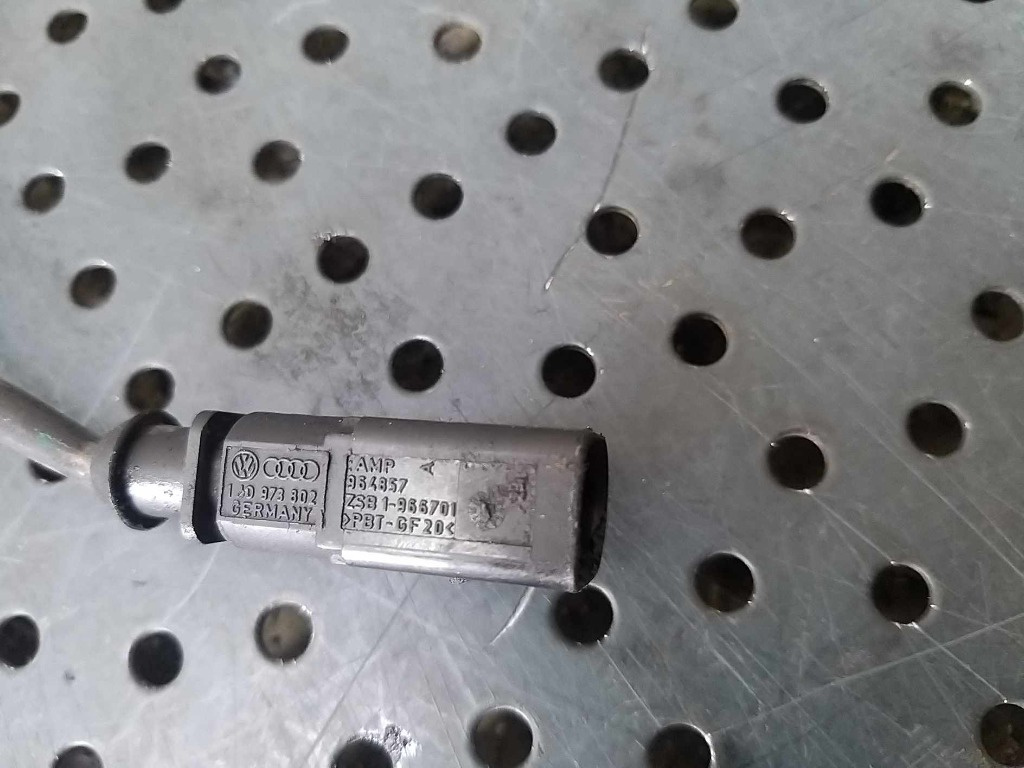 1J0 973 802
GERMANY
AMP A
964857
ZSB 1-966701
>PBT-GF20<